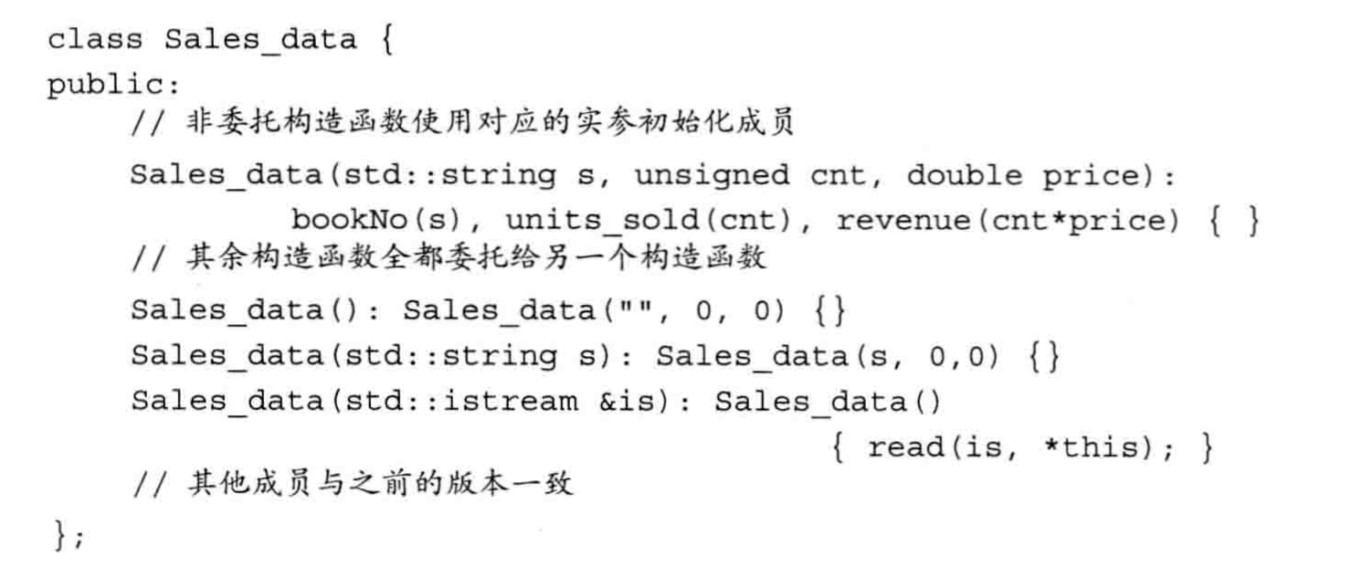 class Sales_data {
public:
// 非委托构造函数使用对应的实参初始化成员
Sales_data(std::string s, unsigned cnt, double price):
bookNo(s), units_sold(cnt), revenue(cnt*price) { }
// 其余构造函数全都委托给另一个构造函数
Sales_data(): Sales_data("", 0, 0) {}
Sales_data(std::string s): Sales_data(s, 0,0) {}
Sales_data(std::istream &is): Sales_data()
{ read(is, *this); }
// 其他成员与之前的版本一致
};